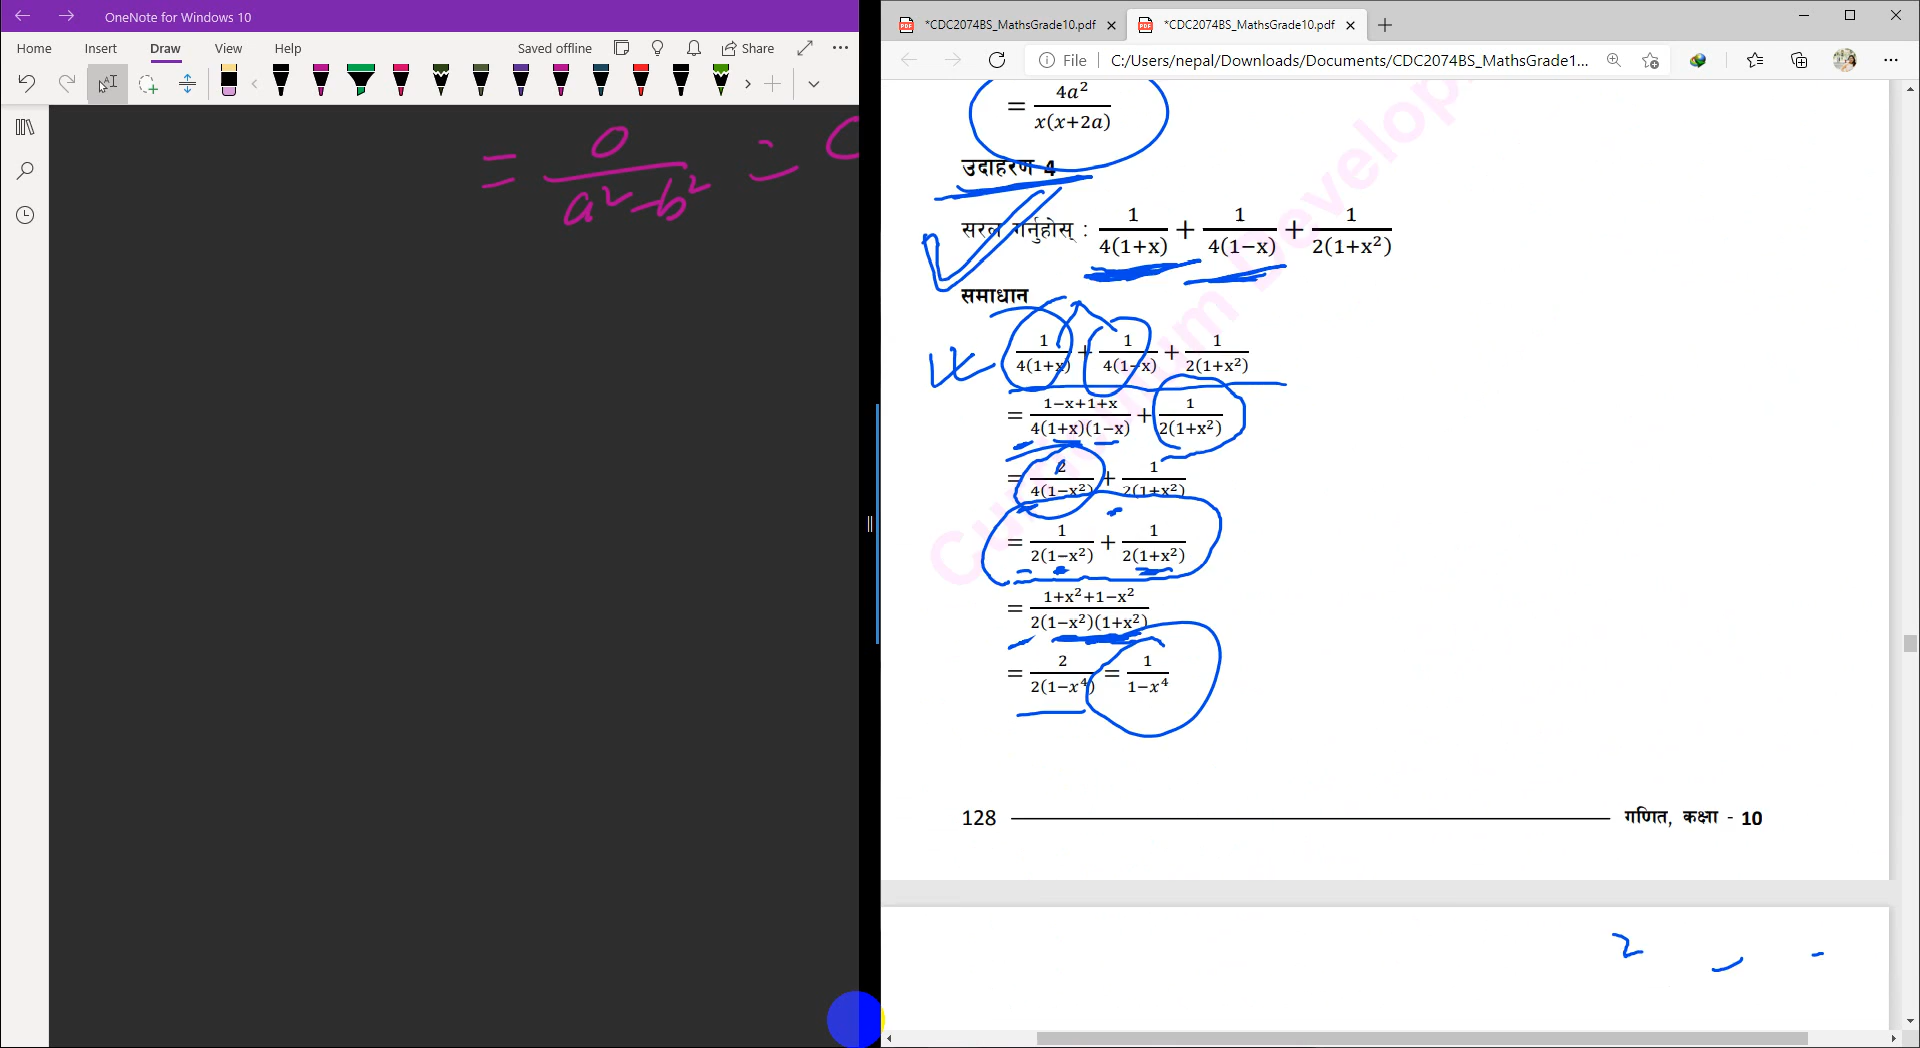 OneNote for Windows 10
Home Insert Draw View Help Saved offline Share
= 0/(a²-b²) =
*CDC2074BS_MathsGrade10.pdf
*CDC2074BS_MathsGrade10.pdf
File C:/Users/nepal/Downloads/Documents/CDC2074BS_MathsGrade1...
= 4a²/(x(x+2a))
उदाहरण 4
सरल गर्नुहोस् : 1/(4(1+x)) + 1/(4(1−x)) + 1/(2(1+x²))
समाधान
1/(4(1+x)) + 1/(4(1−x)) + 1/(2(1+x²))
= (1−x+1+x)/(4(1+x)(1−x)) + 1/(2(1+x²))
= 2/(4(1−x²)) + 1/(2(1+x²))
= 1/(2(1−x²)) + 1/(2(1+x²))
= (1+x²+1−x²)/(2(1−x²)(1+x²))
= 2/(2(1−x⁴)) = 1/(1−x⁴)
128 गणित, कक्षा - 10
2